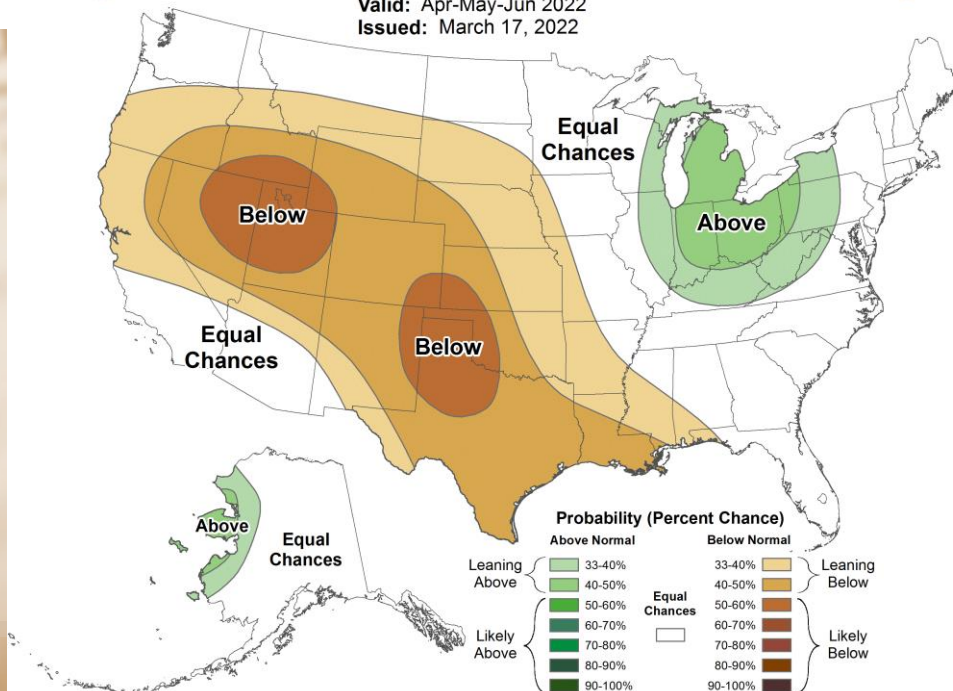 Valid: Apr-May-Jun 2022
Issued: March 17, 2022
Equal
Chances
Above
Below
Below
Equal
Chances
Above
Equal
Chances
Probability (Percent Chance)
Above Normal
Below Normal
Leaning
Above
33-40%
40-50%
Likely
Above
50-60%
60-70%
70-80%
80-90%
90-100%
Equal
Chances
33-40%
40-50%
Leaning
Below
50-60%
60-70%
70-80%
80-90%
90-100%
Likely
Below